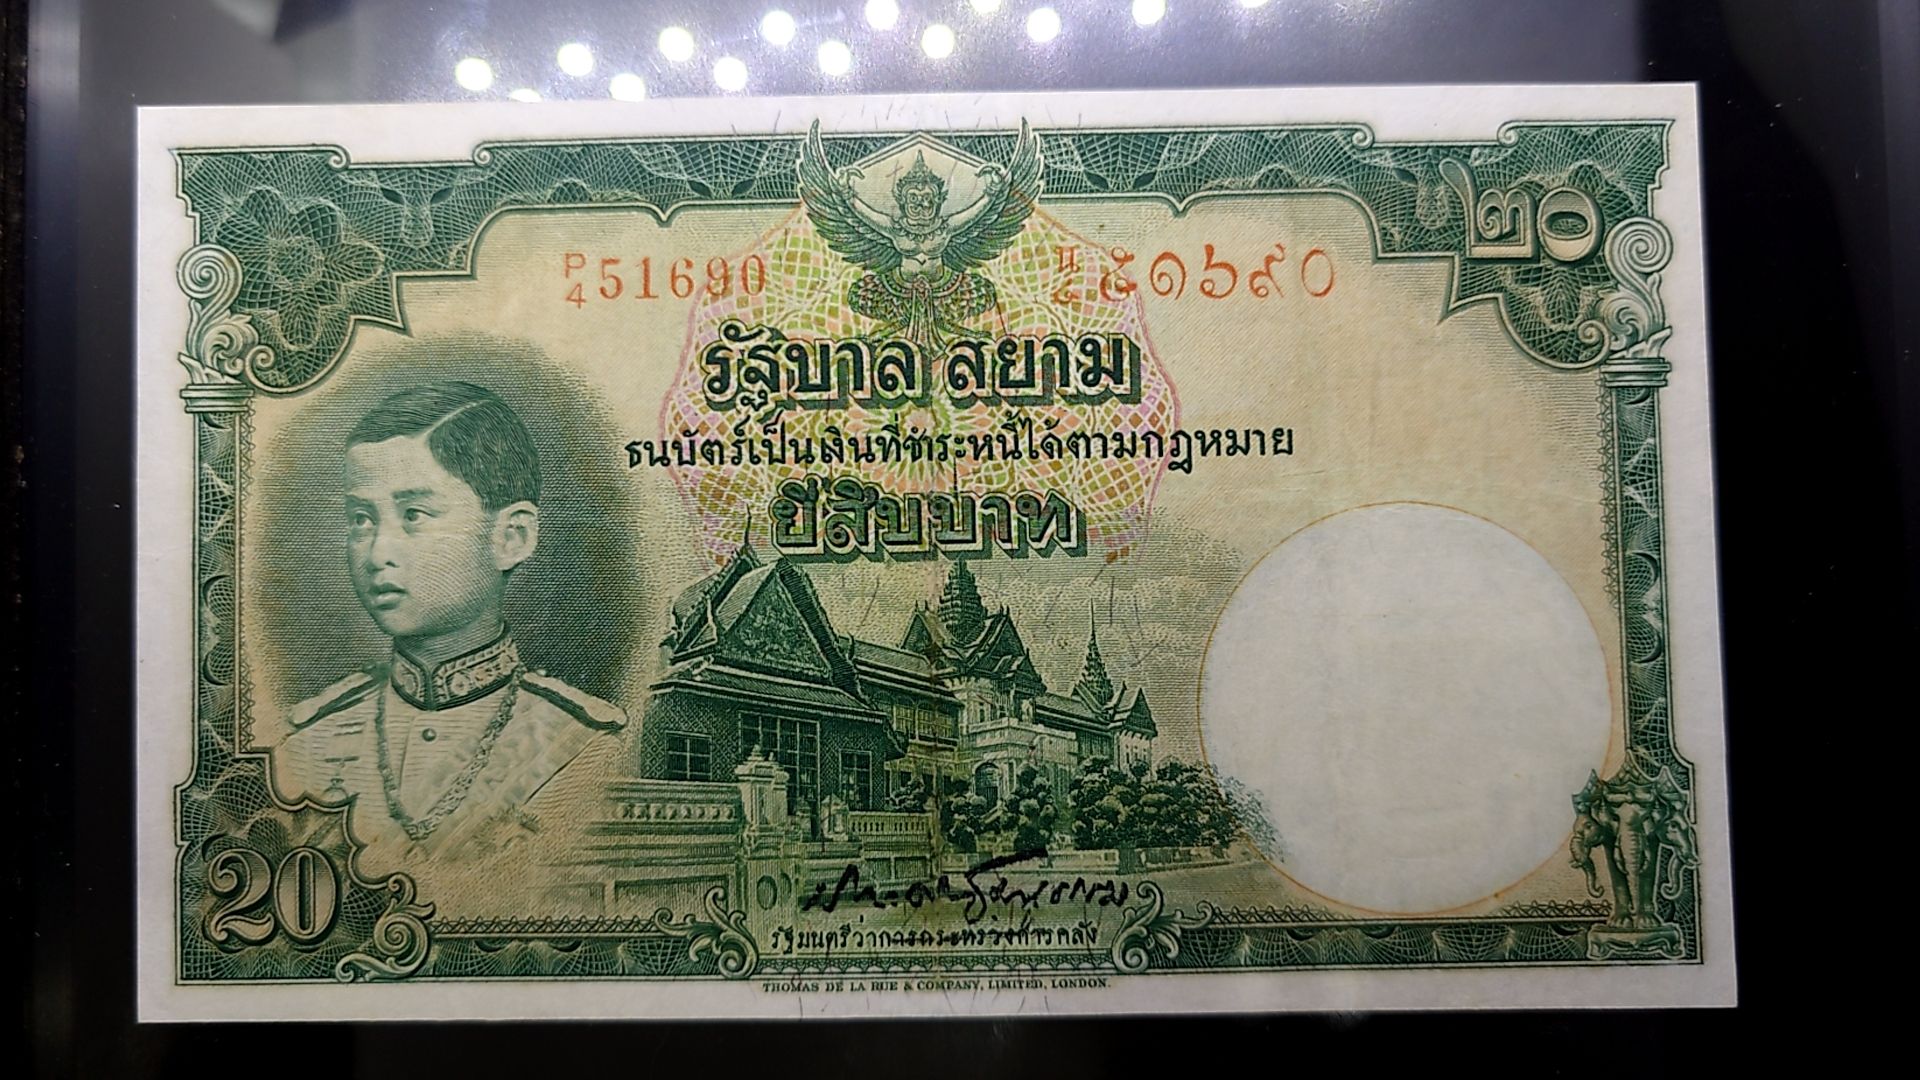 ๒๐
P/4 51690
๕๑๖๙๐
รัฐบาล สยาม
ธนบัตร์เป็นเงินที่ชำระหนี้ได้ตามกฎหมาย
ยี่สิบบาท
20
รัฐมนตรีว่าการกระทรวงการคลัง
THOMAS DE LA RUE & COMPANY, LIMITED, LONDON.